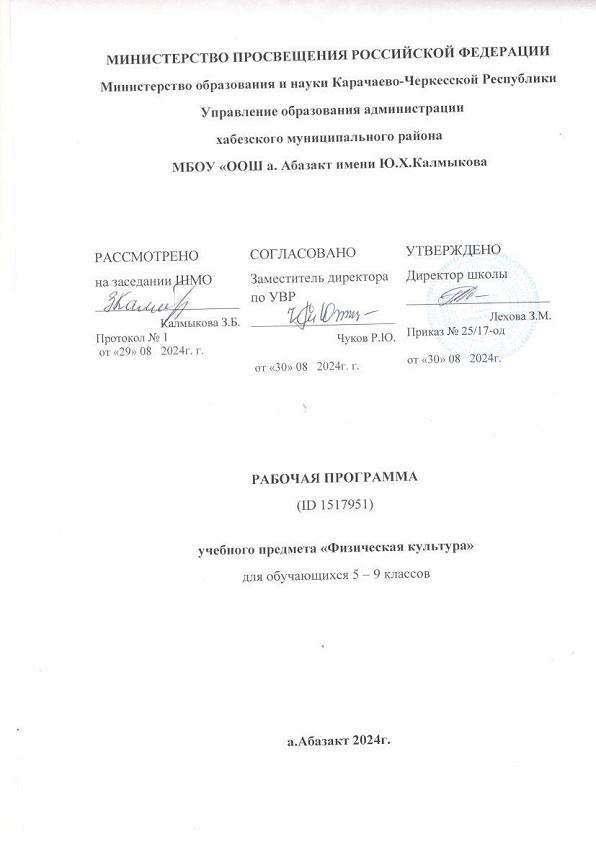 МИНИСТЕРСТВО ПРОСВЕЩЕНИЯ РОССИЙСКОЙ ФЕДЕРАЦИИ
Министерство образования и науки Карачаево-Черкесской Республики
Управление образования администрации
хабезского муниципального района
МБОУ «ООШ а. Абазакт имени Ю.Х.Калмыкова
РАССМОТРЕНО
на заседании ШМО
Калмыкова З.Б.
Протокол № 1
от «29» 08 2024г. г.
СОГЛАСОВАНО
Заместитель директора
по УВР
Чуков Р.Ю.
от «30» 08 2024г. г.
УТВЕРЖДЕНО
Директор школы
Лехова З.М.
Приказ № 25/17-од
от «30» 08 2024г.
РАБОЧАЯ ПРОГРАММА
(ID 1517951)
учебного предмета «Физическая культура»
для обучающихся 5 – 9 классов
а.Абазакт 2024г.